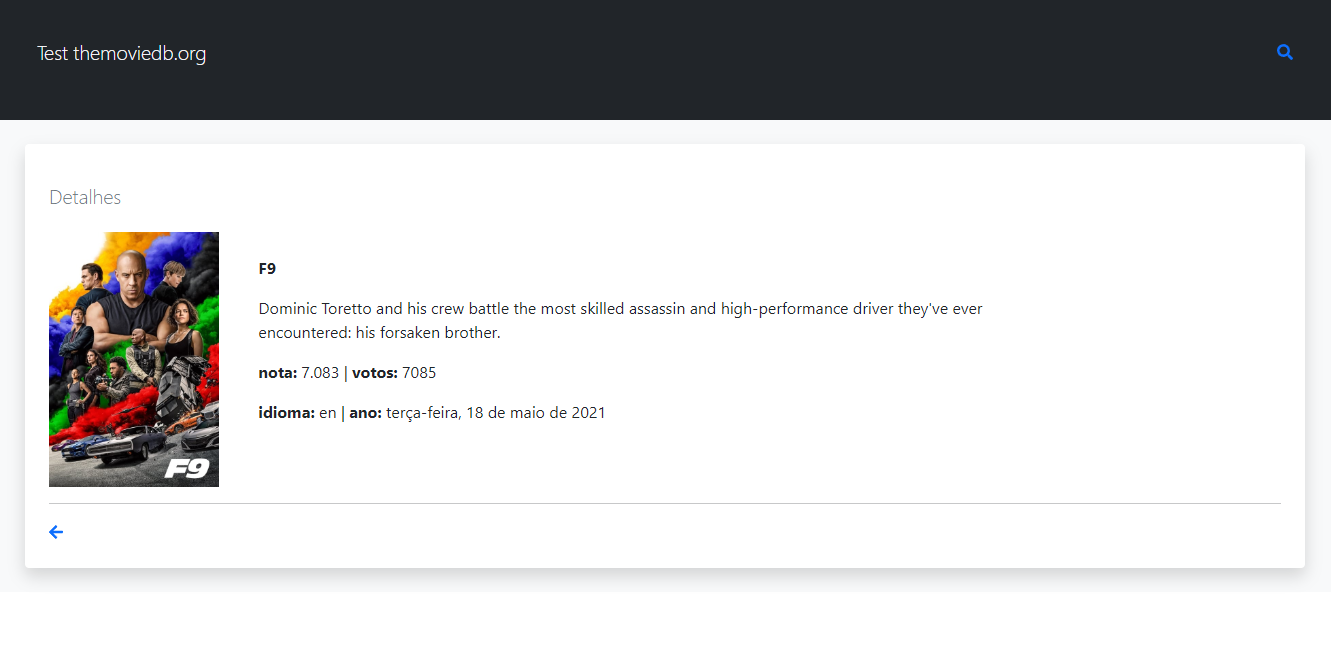 Test themoviedb.org
Detalhes
F9
Dominic Toretto and his crew battle the most skilled assassin and high-performance driver they've ever
encountered: his forsaken brother.
nota: 7.083 | votos: 7085
idioma: en | ano: terça-feira, 18 de maio de 2021
F9